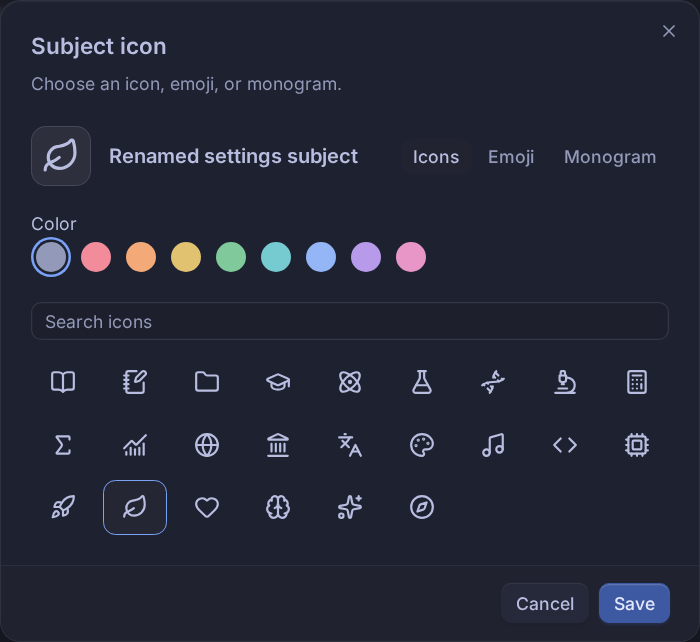 Subject icon
Choose an icon, emoji, or monogram.
Renamed settings subject
Icons Emoji Monogram
Color
Search icons
Cancel Save